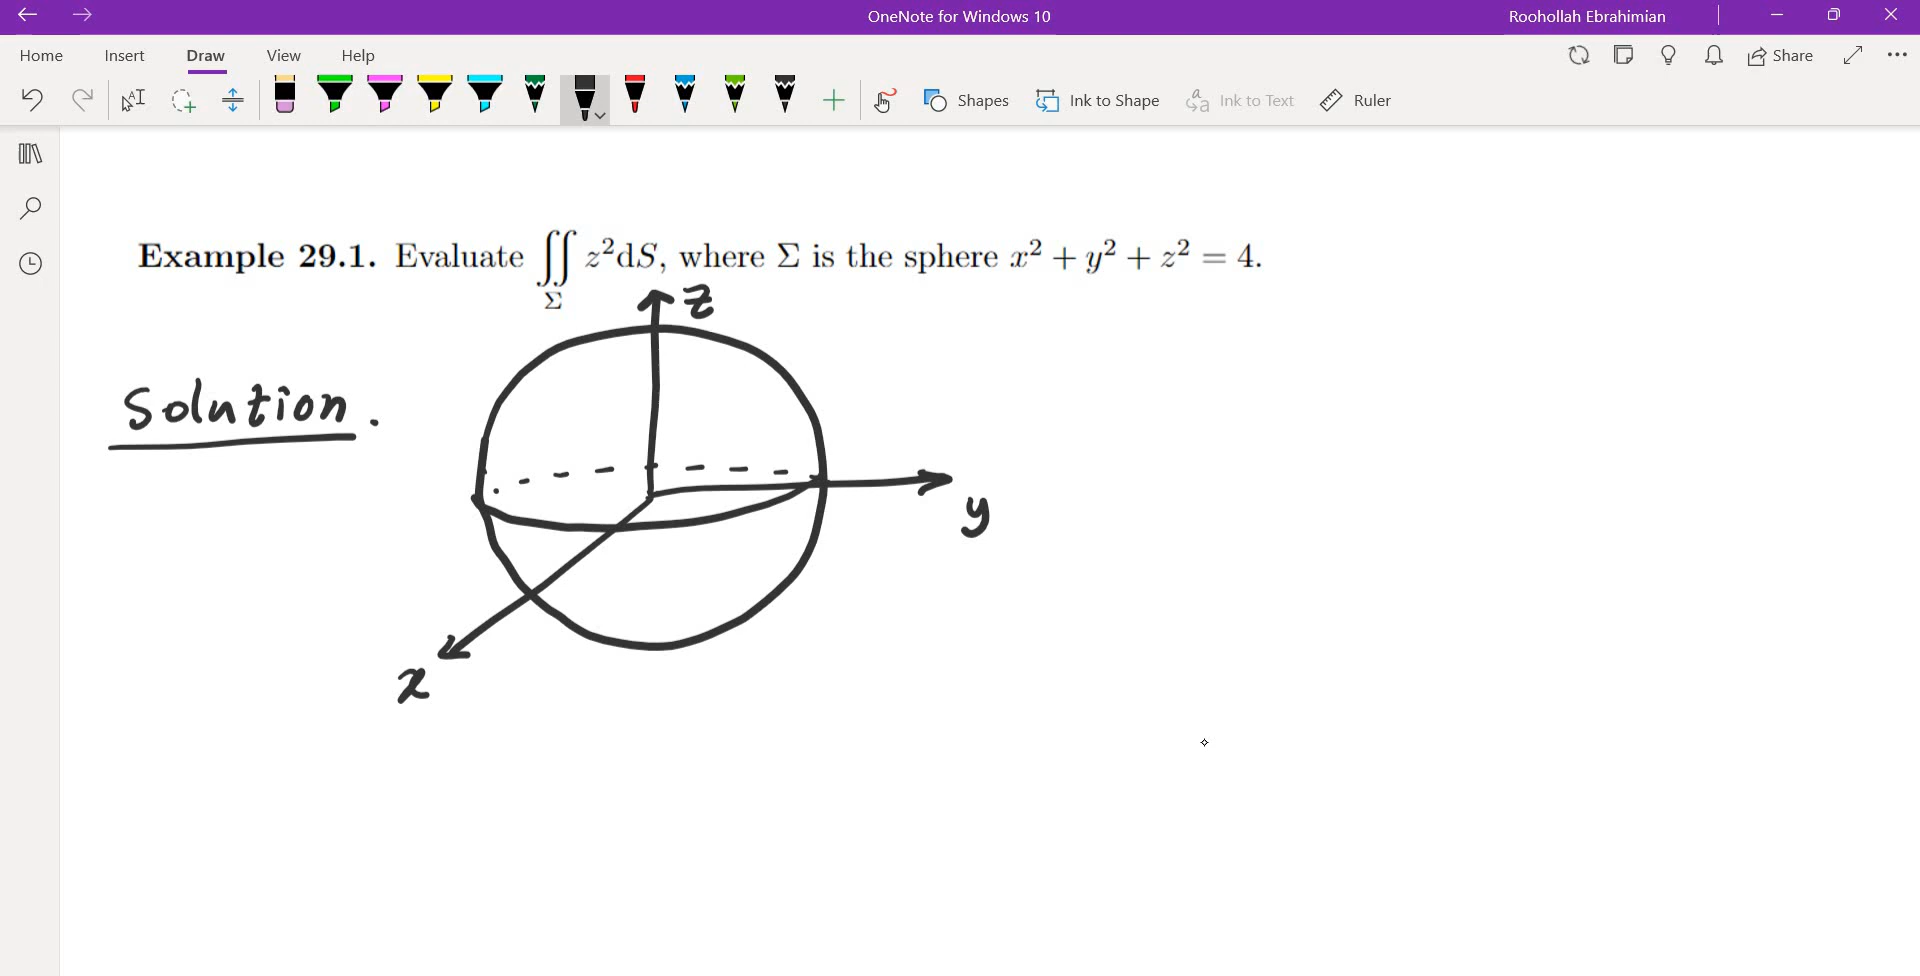 OneNote for Windows 10
Roohollah Ebrahimian
Home Insert Draw View Help
Share
Shapes Ink to Shape Ink to Text Ruler
Example 29.1. Evaluate ∬_Σ z²dS, where Σ is the sphere x² + y² + z² = 4.
z
Solution.
y
x